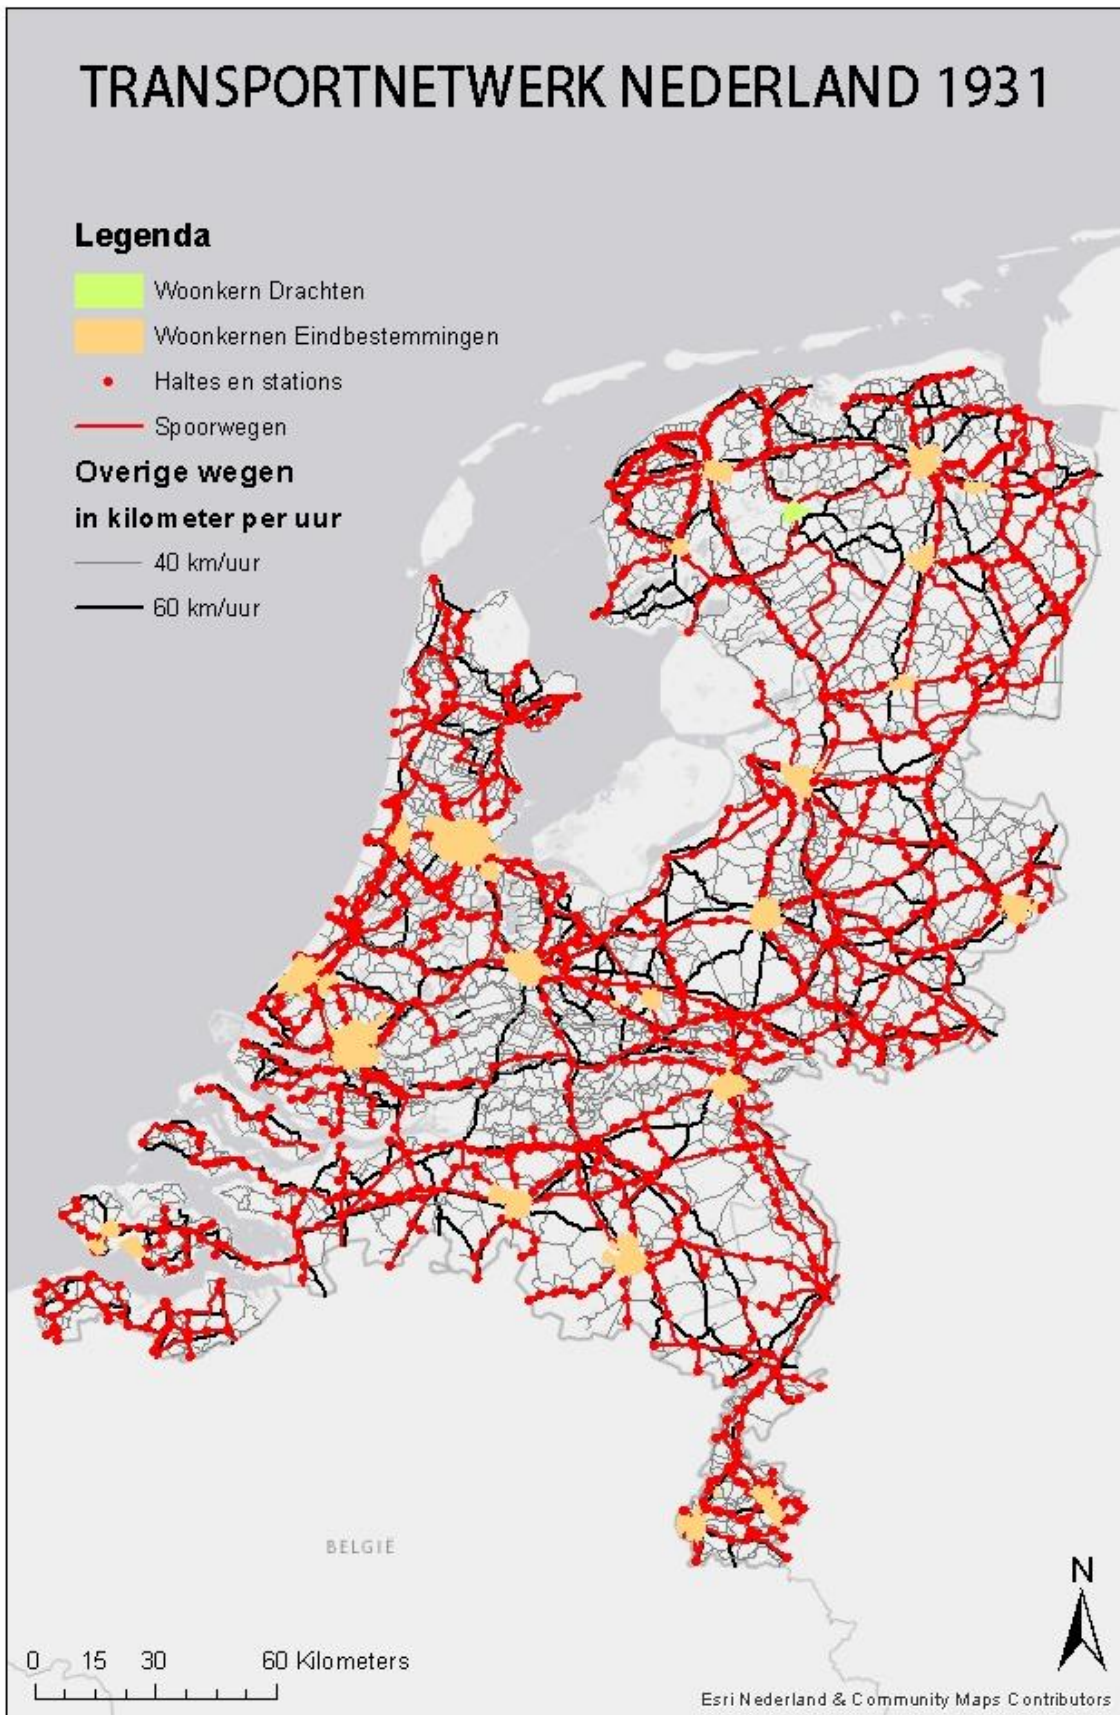 TRANSPORTNETWERK NEDERLAND 1931
Legenda
Woonkern Drachten
Woonkernen Eindbestemmingen
Haltes en stations
Spoorwegen
Overige wegen
in kilometer per uur
40 km/uur
60 km/uur
BELGIË
N
0 15 30 60 Kilometers
Esri Nederland & Community Maps Contributors